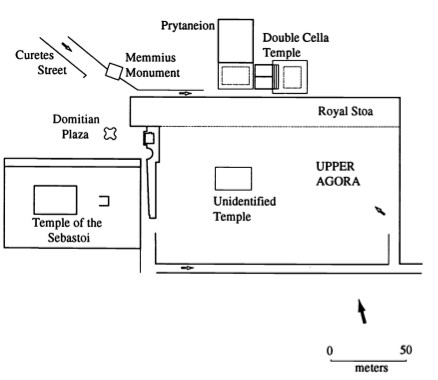 Prytaneion
Double Cella
Temple
Curetes
Street
Memmius
Monument
Royal Stoa
Domitian
Plaza
UPPER
AGORA
Unidentified
Temple
Temple of the
Sebastoi
0 50
meters